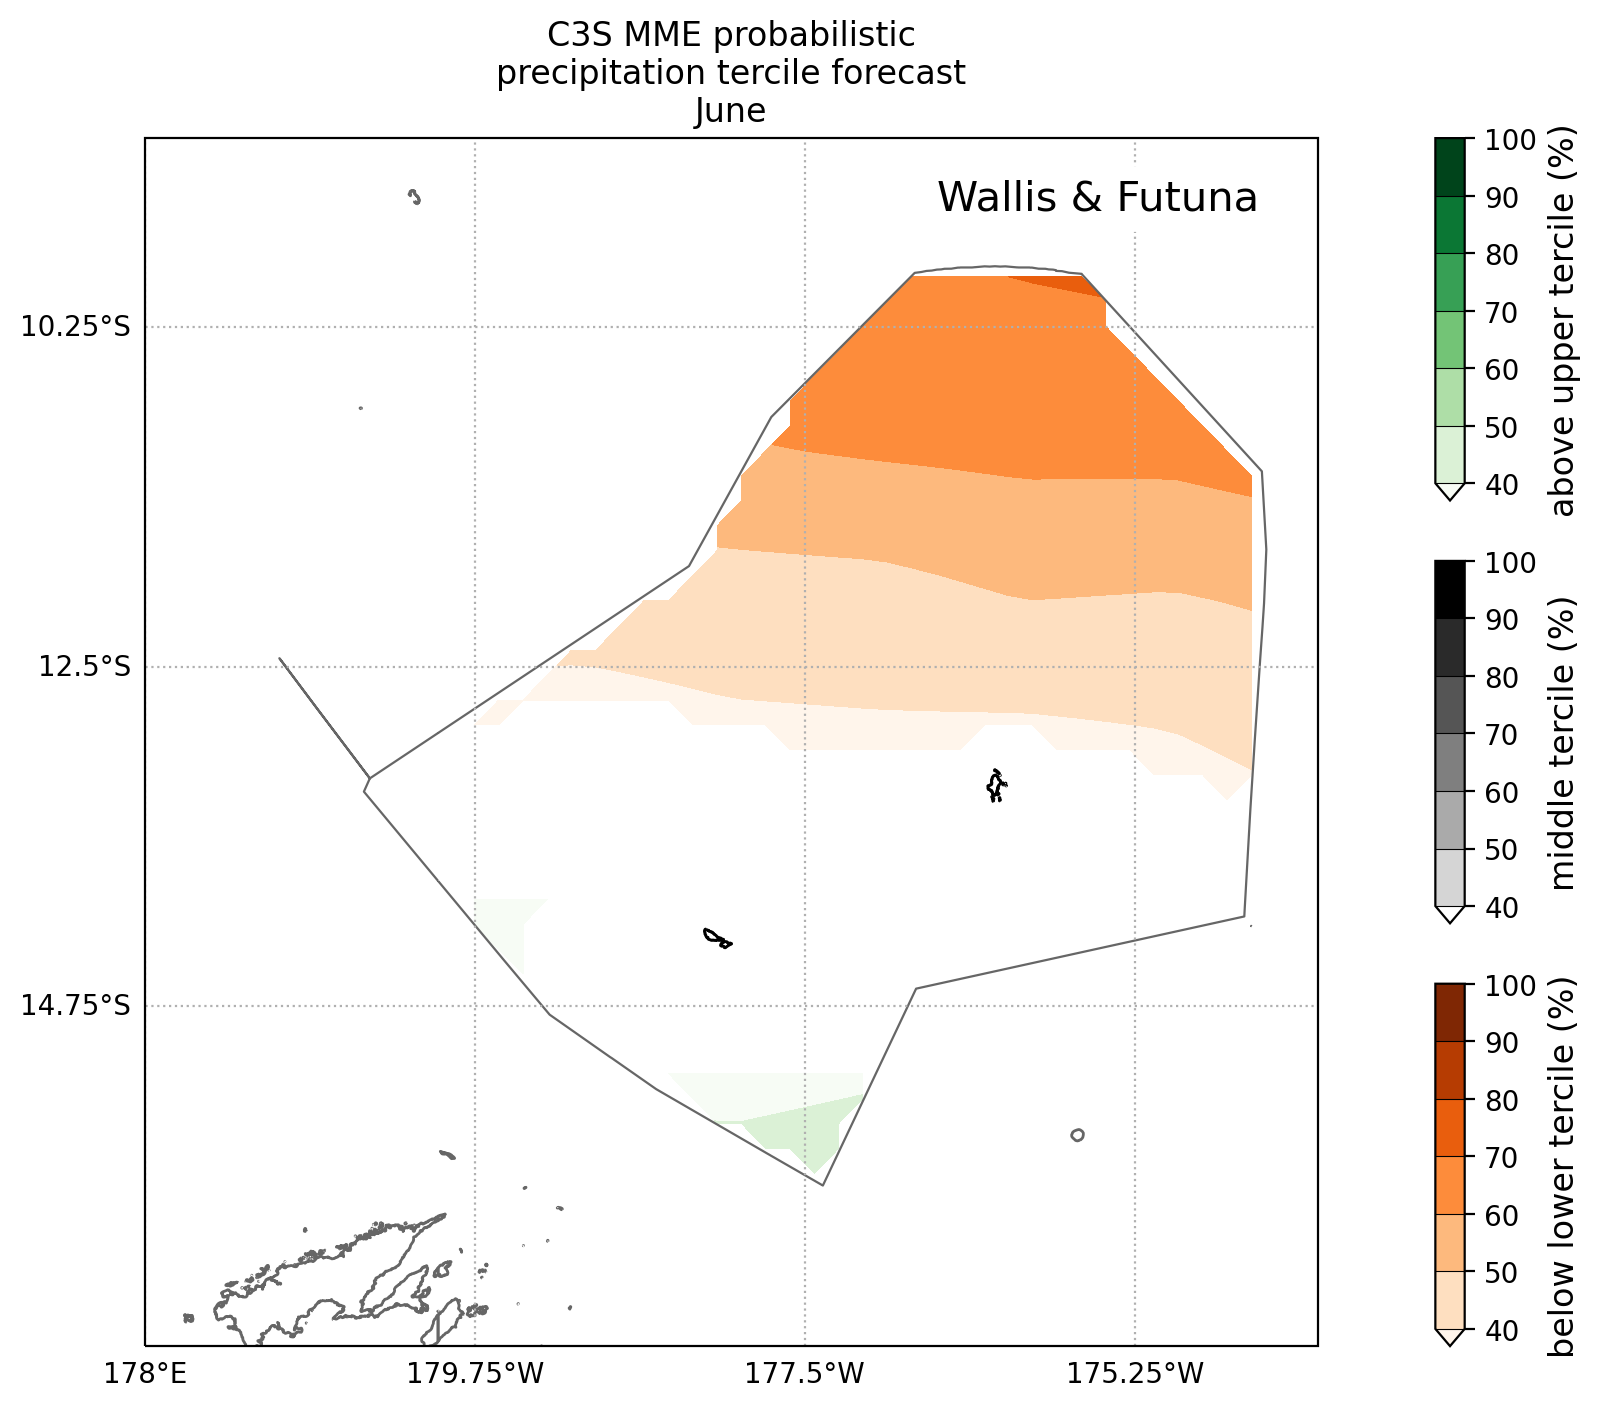 C3S MME probabilistic
precipitation tercile forecast
June
Wallis & Futuna
10.25°S
12.5°S
14.75°S
178°E
179.75°W
177.5°W
175.25°W
100
90
80
70
60
50
40
above upper tercile (%)
100
90
80
70
60
50
40
middle tercile (%)
100
90
80
70
60
50
40
below lower tercile (%)